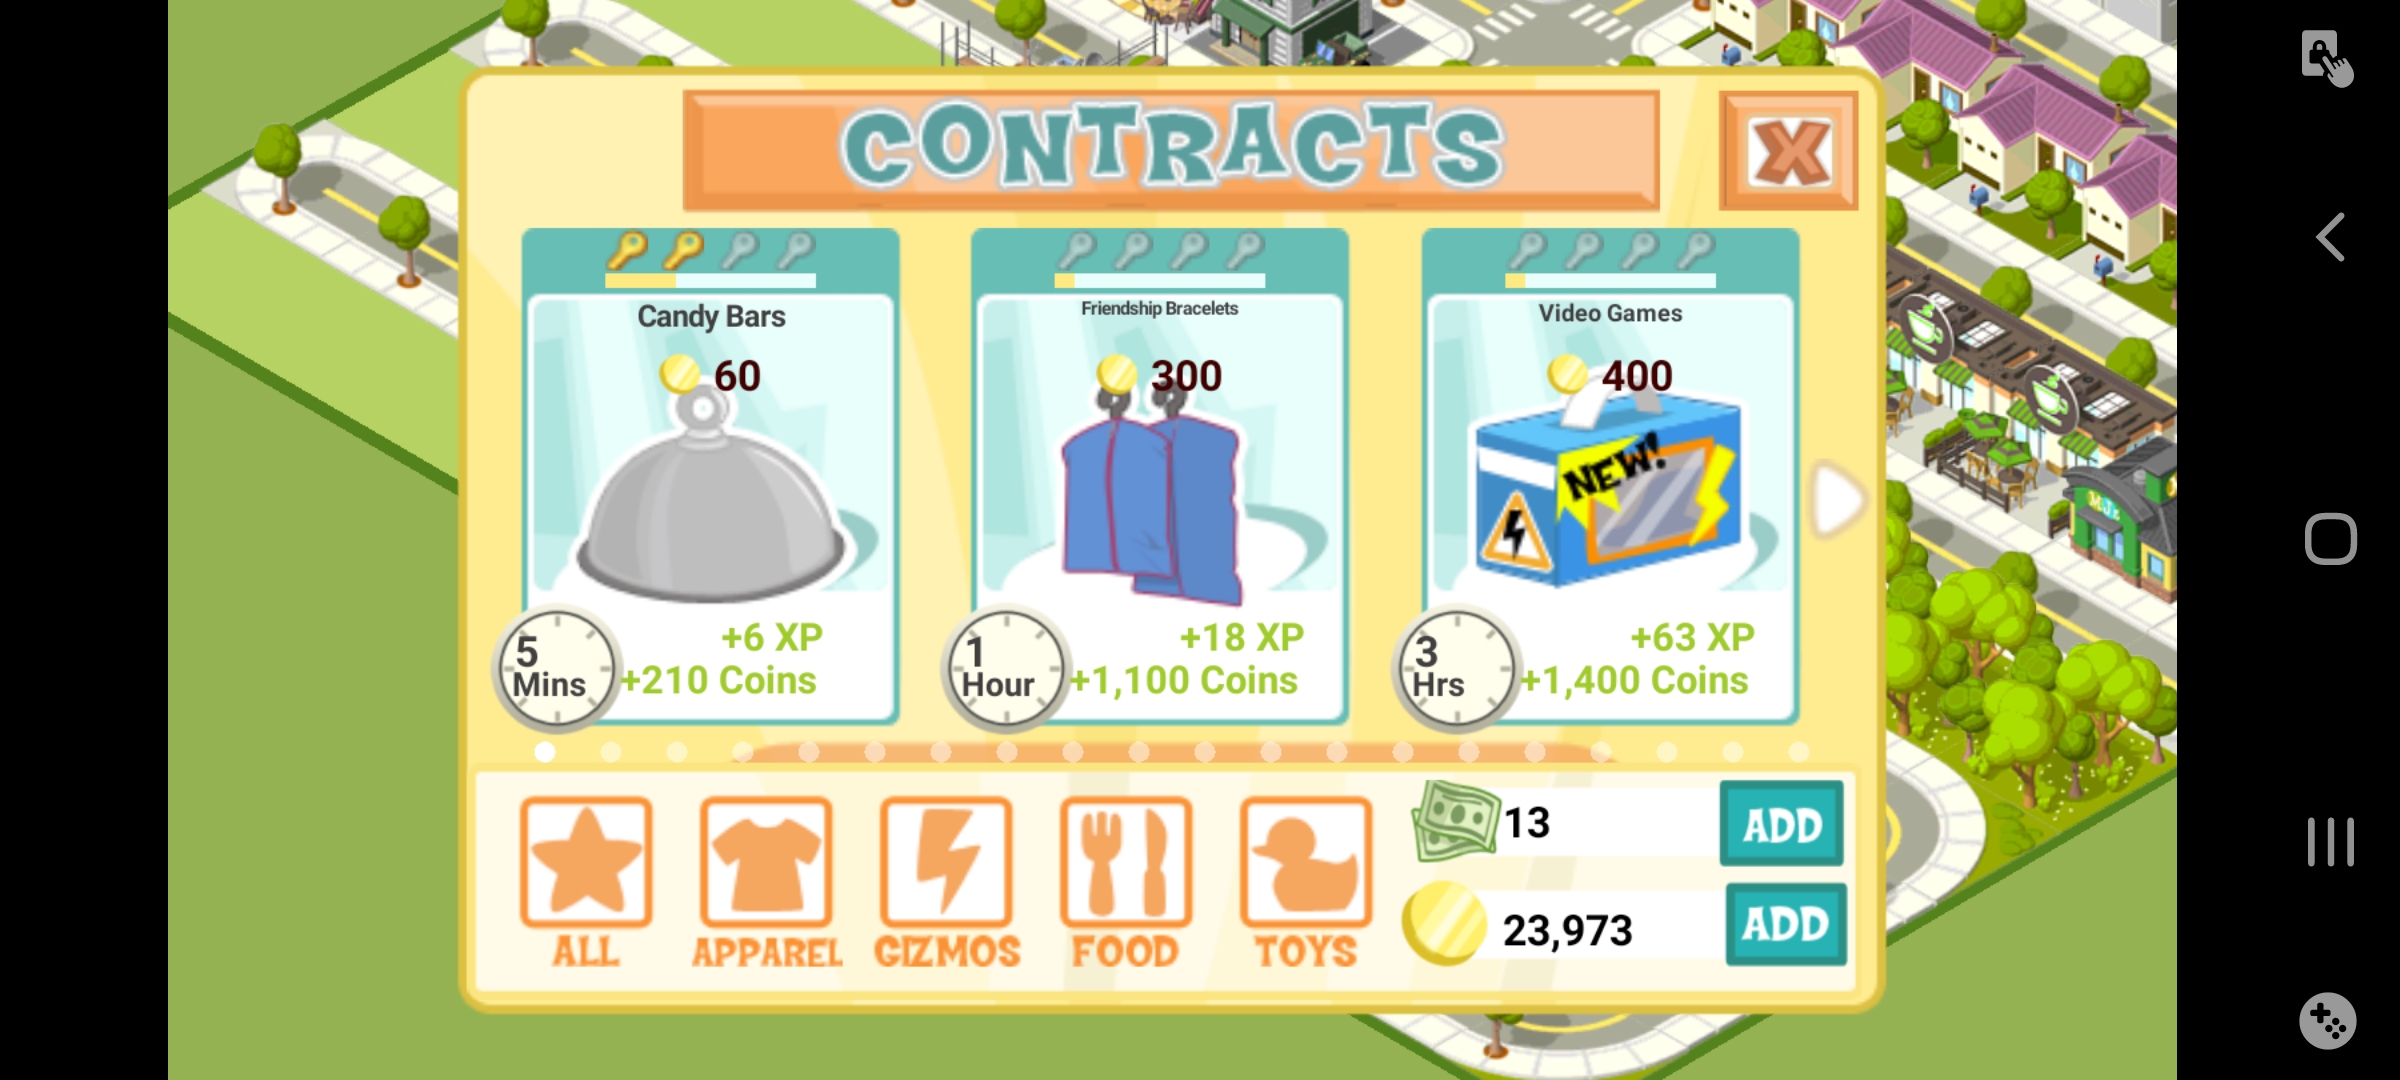 CONTRACTS
X
Candy Bars
60
5
Mins
+6 XP
+210 Coins
Friendship Bracelets
300
1
Hour
+18 XP
+1,100 Coins
Video Games
400
NEW!
3
Hrs
+63 XP
+1,400 Coins
ALL
APPAREL
GIZMOS
FOOD
TOYS
13
ADD
23,973
ADD